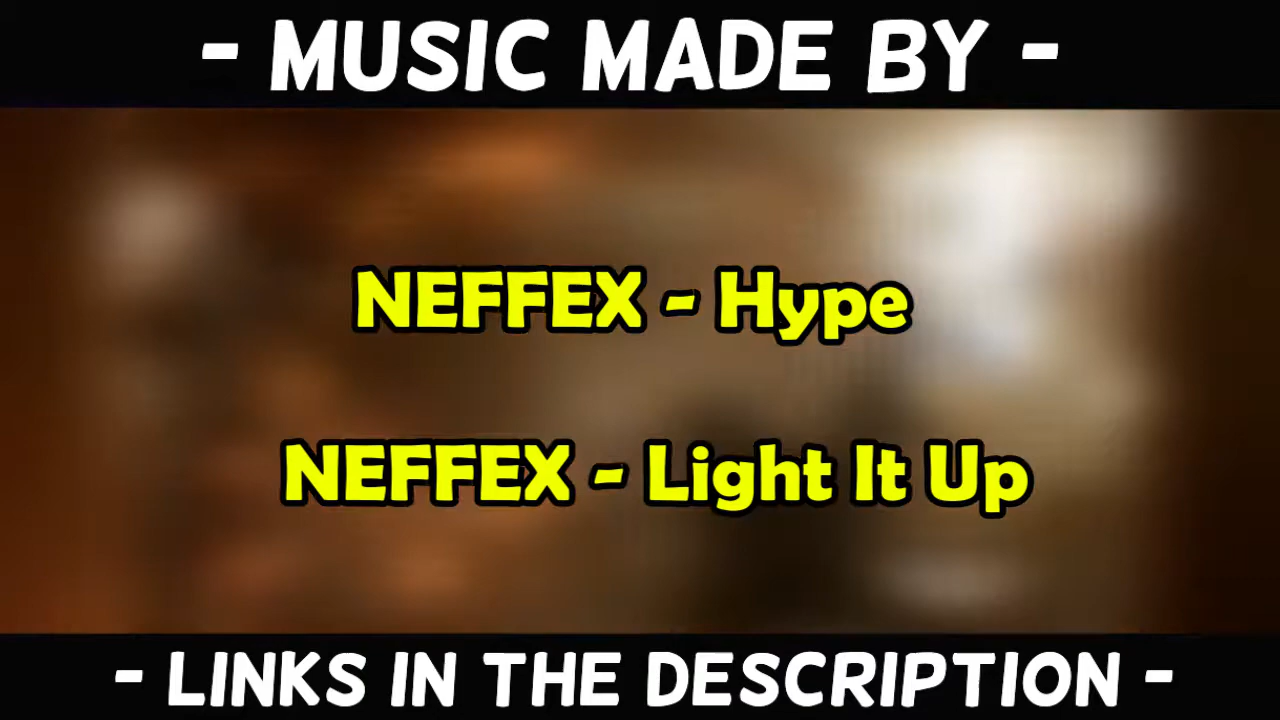 - MUSIC MADE BY -
NEFFEX - Hype
NEFFEX - Light It Up
- LINKS IN THE DESCRIPTION -